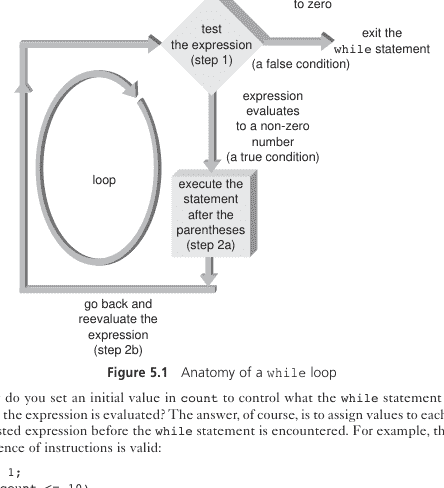 to zero
test
the expression
(step 1)
exit the
while statement
(a false condition)
expression
evaluates
to a non-zero
number
(a true condition)
loop
execute the
statement
after the
parentheses
(step 2a)
go back and
reevaluate the
expression
(step 2b)
Figure 5.1 Anatomy of a while loop
do you set an initial value in count to control what the while statement
the expression is evaluated? The answer, of course, is to assign values to each
sted expression before the while statement is encountered. For example, th
ence of instructions is valid:
1;
count <= 10)